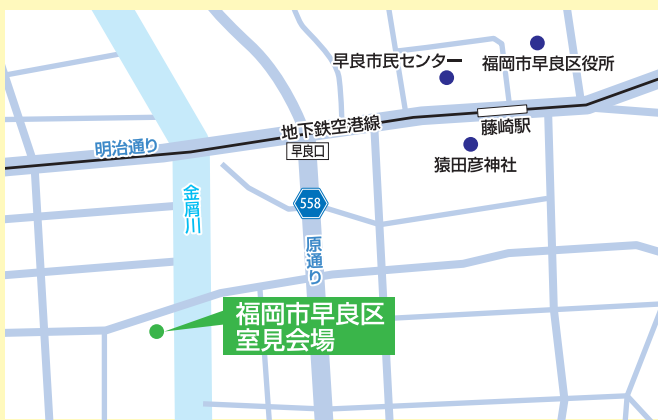 早良市民センター
福岡市早良区役所
地下鉄空港線
藤崎駅
明治通り
早良口
猿田彦神社
金屑川
558
原通り
福岡市早良区
室見会場